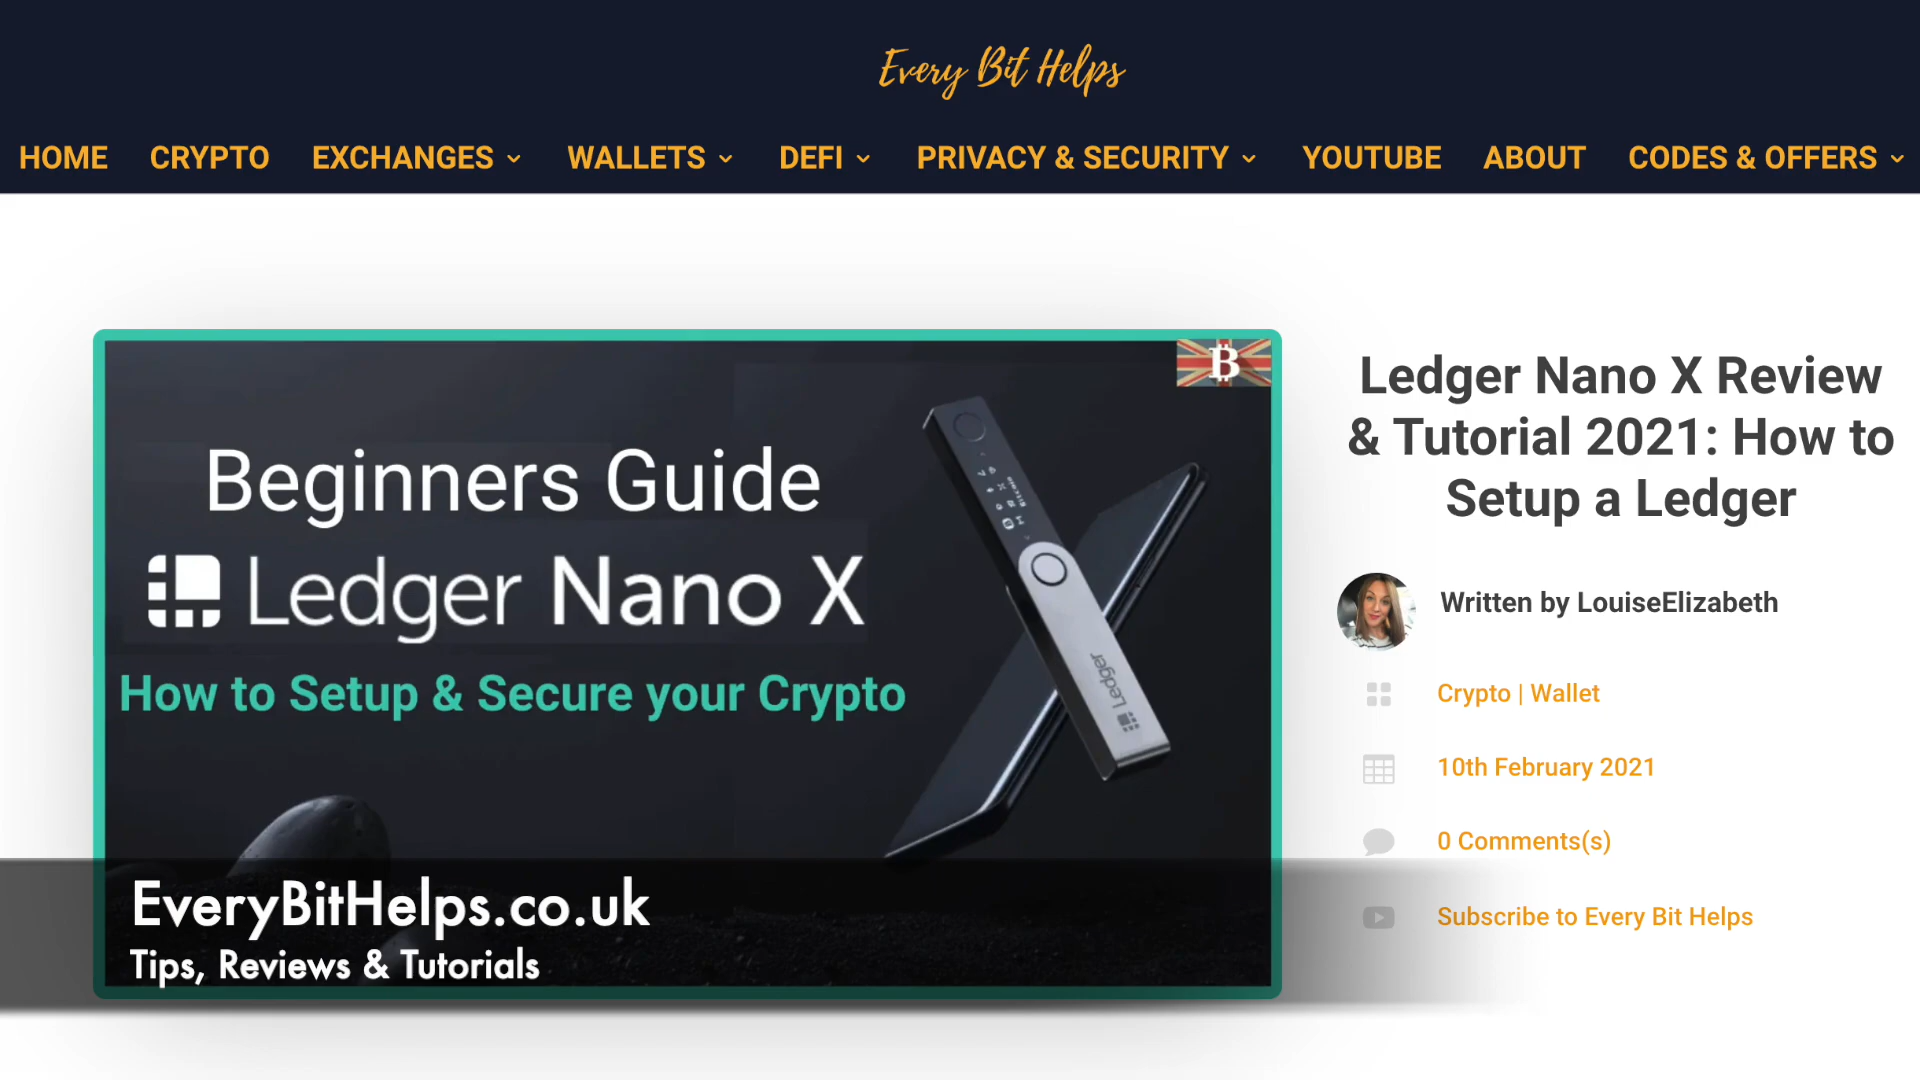 Every Bit Helps
HOME CRYPTO EXCHANGES WALLETS DEFI PRIVACY & SECURITY YOUTUBE ABOUT CODES & OFFERS
Beginners Guide
Ledger Nano X
How to Setup & Secure your Crypto
Bitcoin
Ledger
EveryBitHelps.co.uk
Tips, Reviews & Tutorials
Ledger Nano X Review
& Tutorial 2021: How to
Setup a Ledger
Written by LouiseElizabeth
Crypto | Wallet
10th February 2021
0 Comments(s)
Subscribe to Every Bit Helps